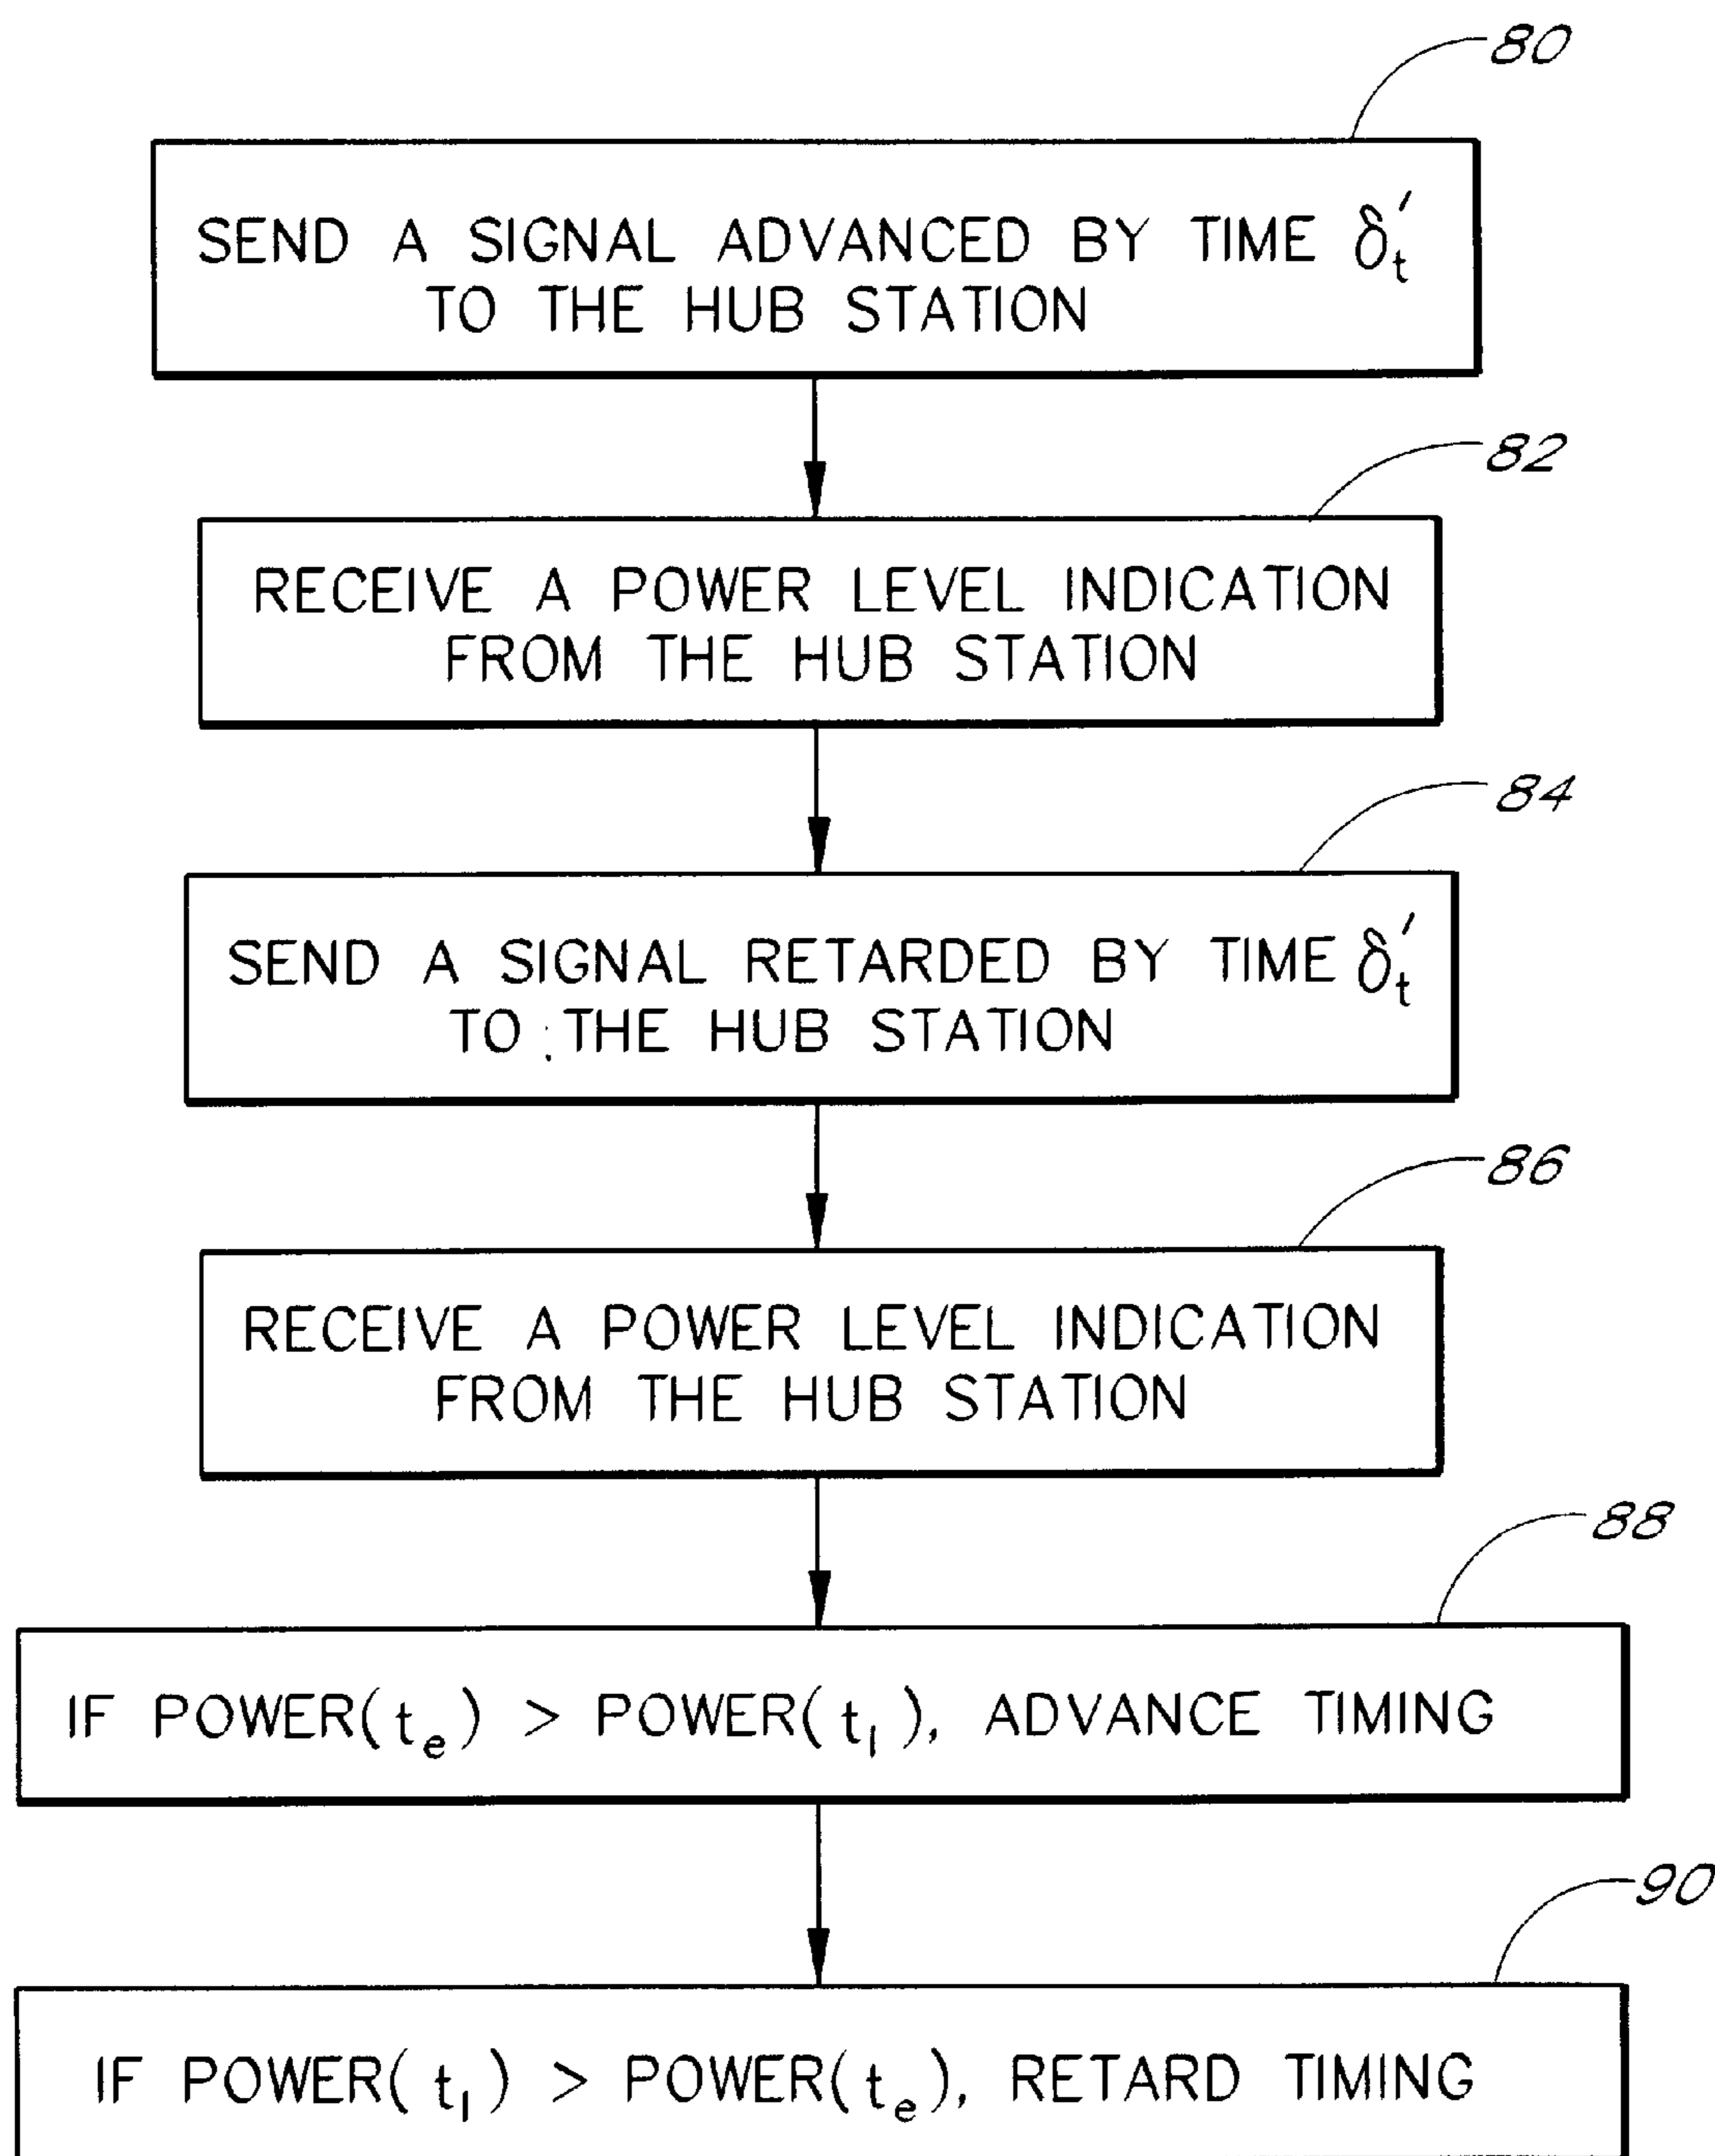 80
SEND A SIGNAL ADVANCED BY TIME δ't
TO THE HUB STATION
82
RECEIVE A POWER LEVEL INDICATION
FROM THE HUB STATION
84
SEND A SIGNAL RETARDED BY TIME δ't
TO THE HUB STATION
86
RECEIVE A POWER LEVEL INDICATION
FROM THE HUB STATION
88
IF POWER(te) > POWER(tl), ADVANCE TIMING
90
IF POWER(tl) > POWER(te), RETARD TIMING